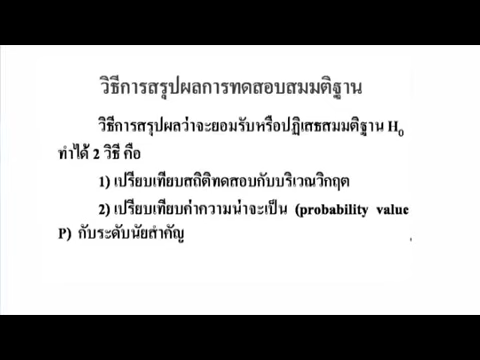 วิธีการสรุปผลการทดสอบสมมติฐาน
วิธีการสรุปผลว่าจะยอมรับหรือปฏิเสธสมมติฐาน H₀
ทำได้ 2 วิธี คือ
1) เปรียบเทียบสถิติทดสอบกับบริเวณวิกฤต
2) เปรียบเทียบค่าความน่าจะเป็น (probability value
P) กับระดับนัยสำคัญ